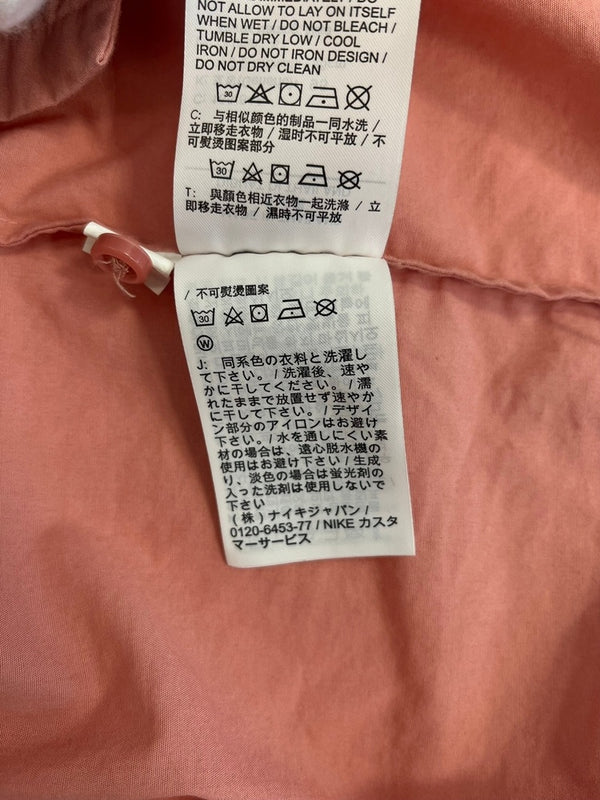 NOT ALLOW TO LAY ON ITSELF
WHEN WET / DO NOT BLEACH /
TUMBLE DRY LOW / COOL
IRON / DO NOT IRON DESIGN /
DO NOT DRY CLEAN
30
C: 与相似颜色的制品一同水洗 /
立即移走衣物 / 湿时不可平放 / 不
可熨烫图案部分
30
T: 與顏色相近衣物一起洗滌 / 立
即移走衣物 / 濕時不可平放
/ 不可熨燙圖案
30
W
J: 同系色の衣料と洗濯し
て下さい。/ 洗濯後、速や
かに干してください。/ 濡
れたままで放置せず速やか
に干して下さい。/ デザイ
ン部分のアイロンはお避け
下さい。/ 水を通しにくい素
材の場合は、遠心脱水機の
使用はお避け下さい / 生成
り、淡色の場合は蛍光剤の
入った洗剤は使用しないで
下さい
(株) ナイキジャパン /
0120-6453-77 / NIKE カスタ
マーサービス